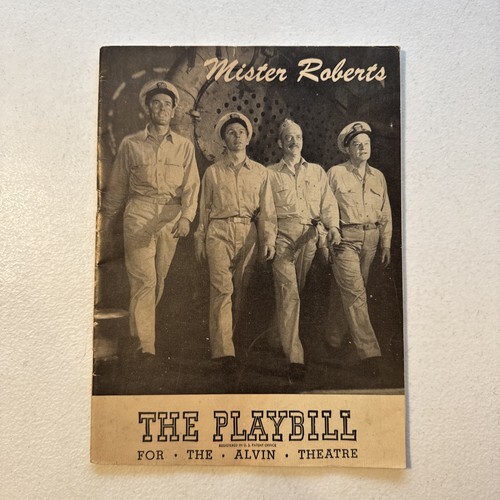 Mister Roberts
THE PLAYBILL
REGISTERED IN U.S. PATENT OFFICE
FOR • THE • ALVIN • THEATRE